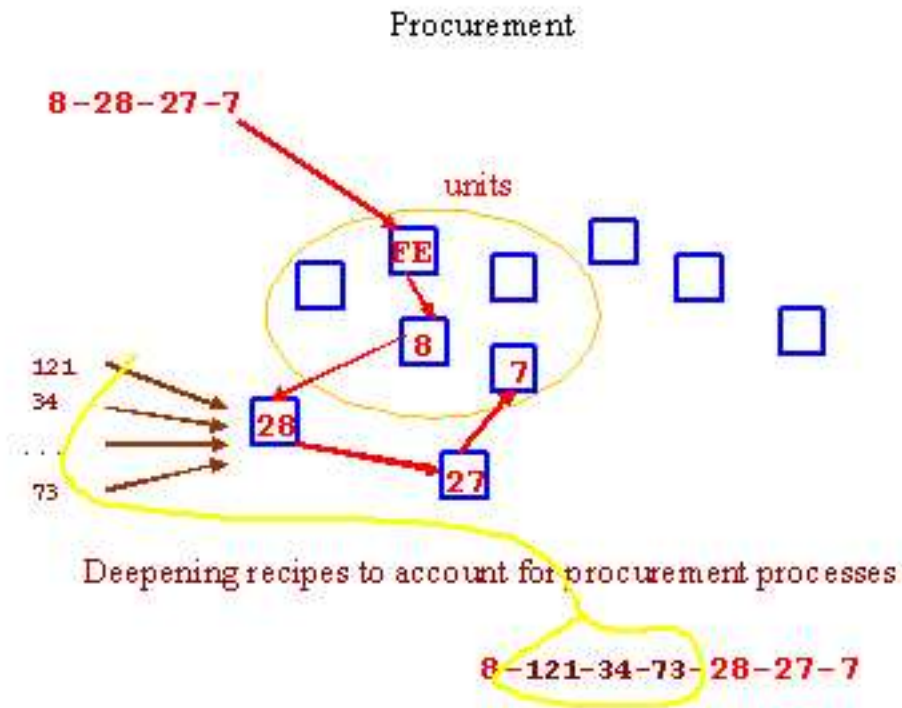 Procurement
8-28-27-7
units
FE
8
7
121
34
28
. . .
27
73
Deepening recipes to account for procurement processes
8-121-34-73-28-27-7